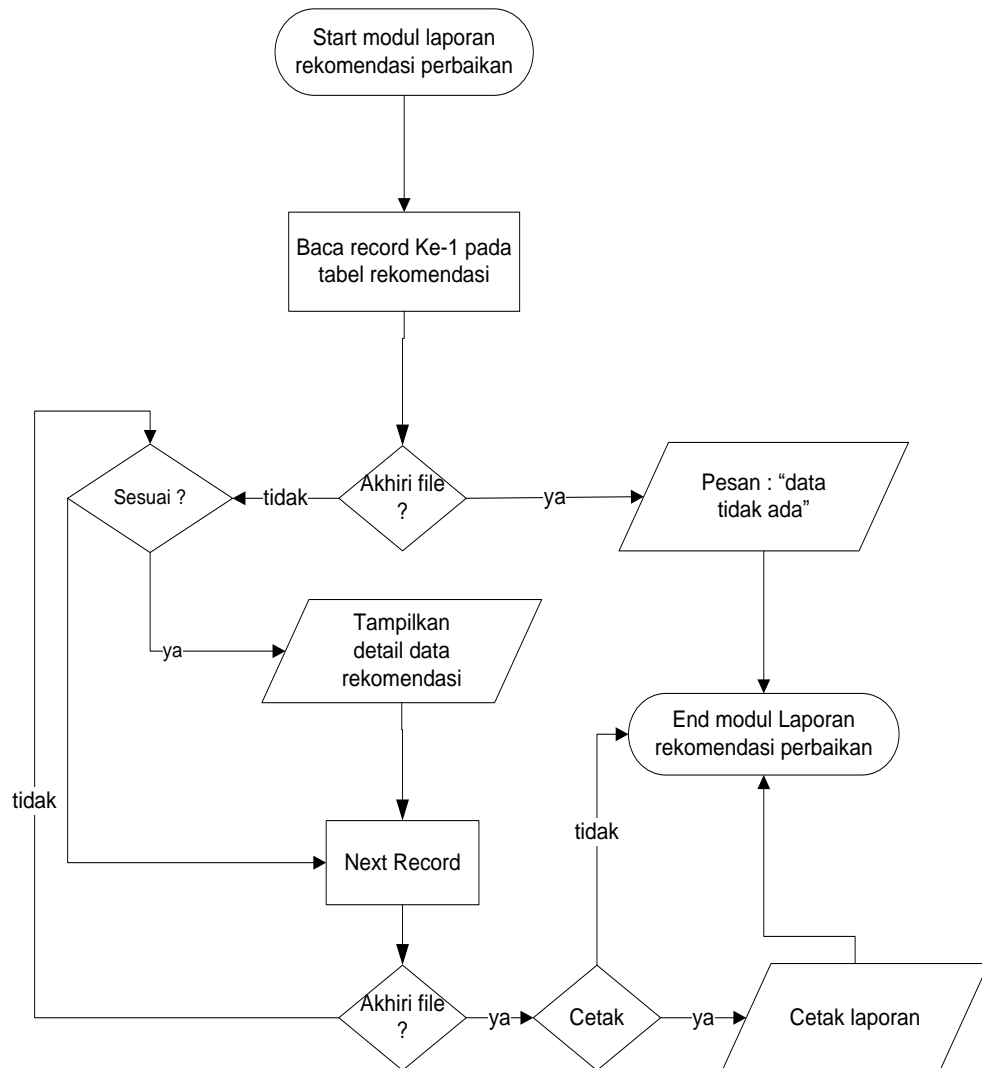 Start modul laporan
rekomendasi perbaikan
Baca record Ke-1 pada
tabel rekomendasi
Akhiri file
?
tidak
Sesuai ?
ya
Pesan : “data
tidak ada”
ya
Tampilkan
detail data
rekomendasi
End modul Laporan
rekomendasi perbaikan
tidak
tidak
Next Record
Akhiri file
?
ya
Cetak
ya
Cetak laporan